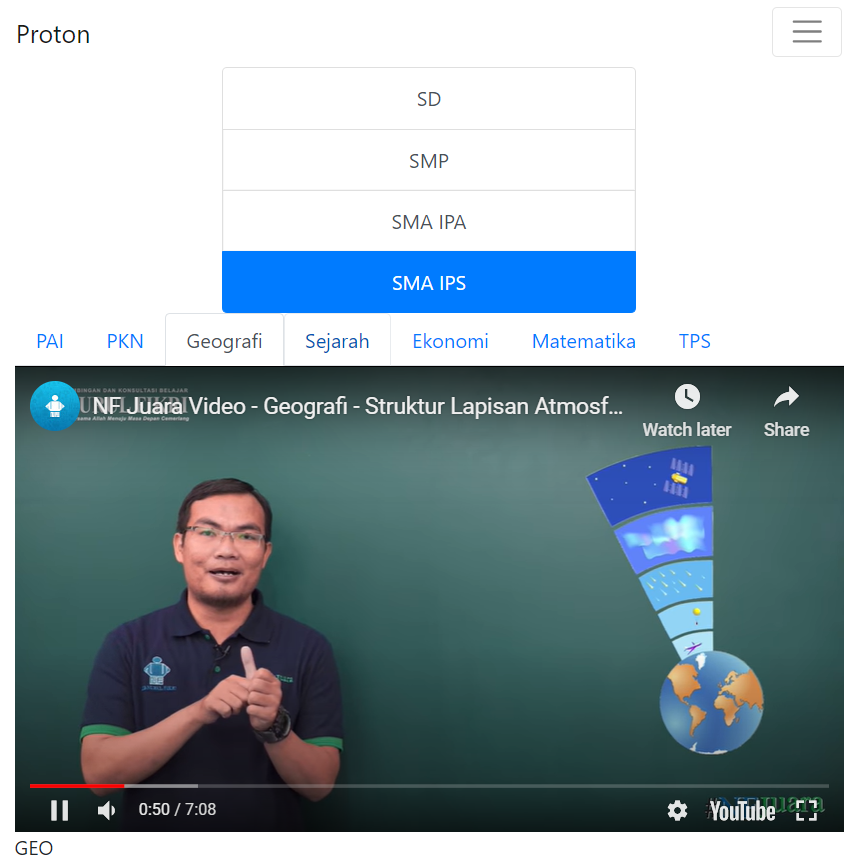 Proton
SD
SMP
SMA IPA
SMA IPS
PAI PKN Geografi Sejarah Ekonomi Matematika TPS
NF Juara Video - Geografi - Struktur Lapisan Atmosf...
Watch later Share
0:50 / 7:08
YouTube
GEO